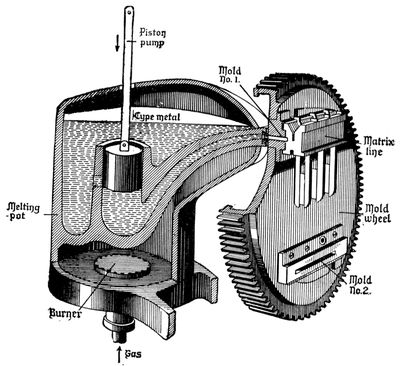 Piston
pump
Mold
No. 1.
Type metal
Matrix
line
Melting
-pot
Mold
wheel
Mold
No. 2.
Burner
Gas